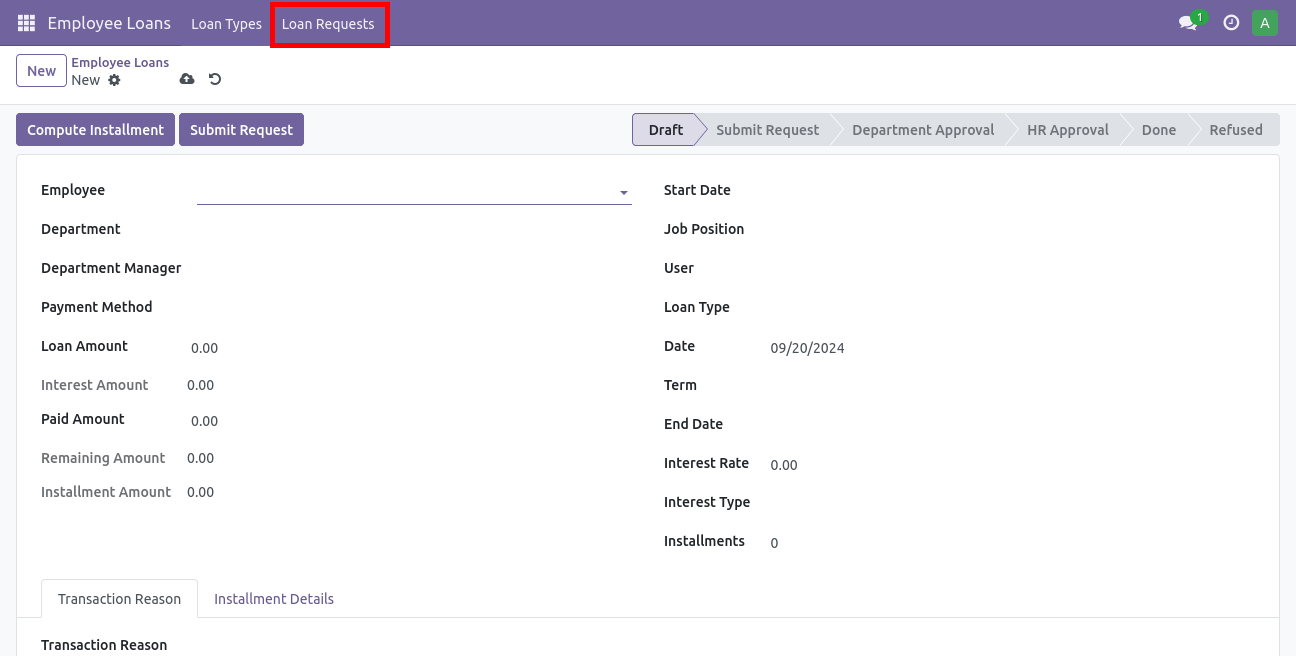 Employee Loans Loan Types Loan Requests 1 A
New Employee Loans
New
Compute Installment Submit Request Draft Submit Request Department Approval HR Approval Done Refused
Employee Start Date
Department Job Position
Department Manager User
Payment Method Loan Type
Loan Amount 0.00 Date 09/20/2024
Interest Amount 0.00 Term
Paid Amount 0.00 End Date
Remaining Amount 0.00 Interest Rate 0.00
Installment Amount 0.00 Interest Type
Installments 0
Transaction Reason Installment Details
Transaction Reason